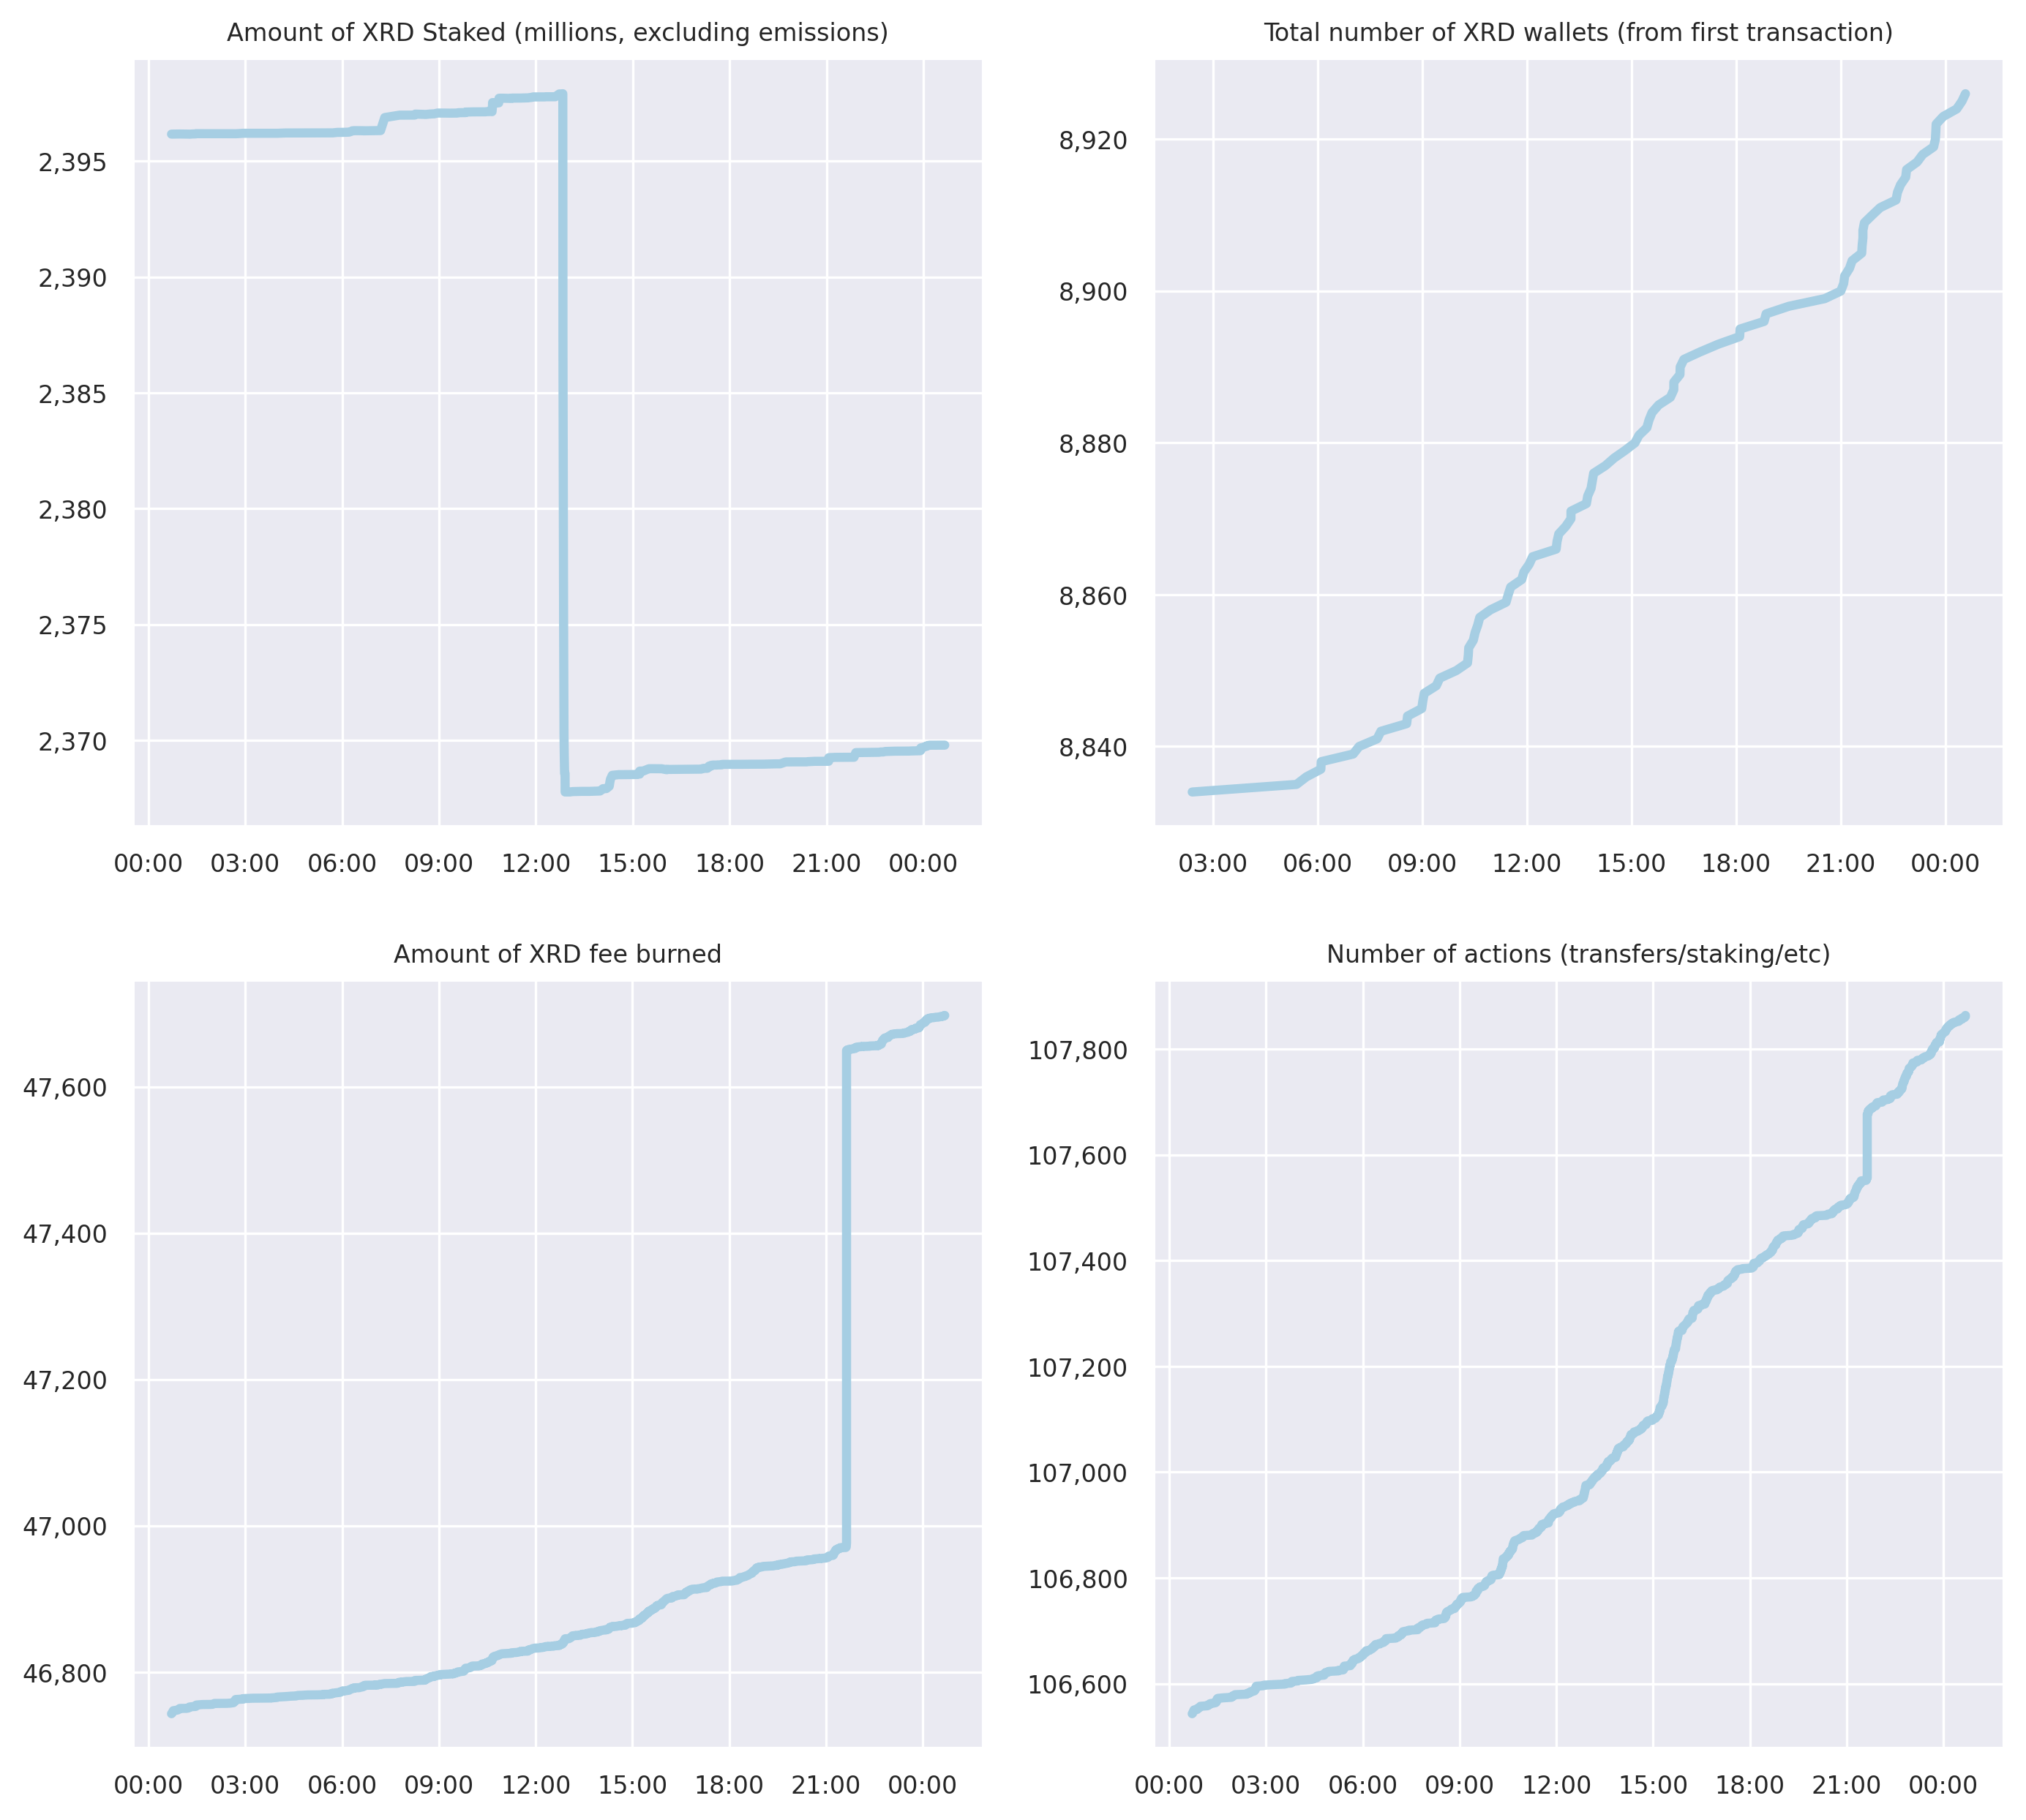 Amount of XRD Staked (millions, excluding emissions)
2,395
2,390
2,385
2,380
2,375
2,370
00:00 03:00 06:00 09:00 12:00 15:00 18:00 21:00 00:00
Total number of XRD wallets (from first transaction)
8,920
8,900
8,880
8,860
8,840
03:00 06:00 09:00 12:00 15:00 18:00 21:00 00:00
Amount of XRD fee burned
47,600
47,400
47,200
47,000
46,800
00:00 03:00 06:00 09:00 12:00 15:00 18:00 21:00 00:00
Number of actions (transfers/staking/etc)
107,800
107,600
107,400
107,200
107,000
106,800
106,600
00:00 03:00 06:00 09:00 12:00 15:00 18:00 21:00 00:00